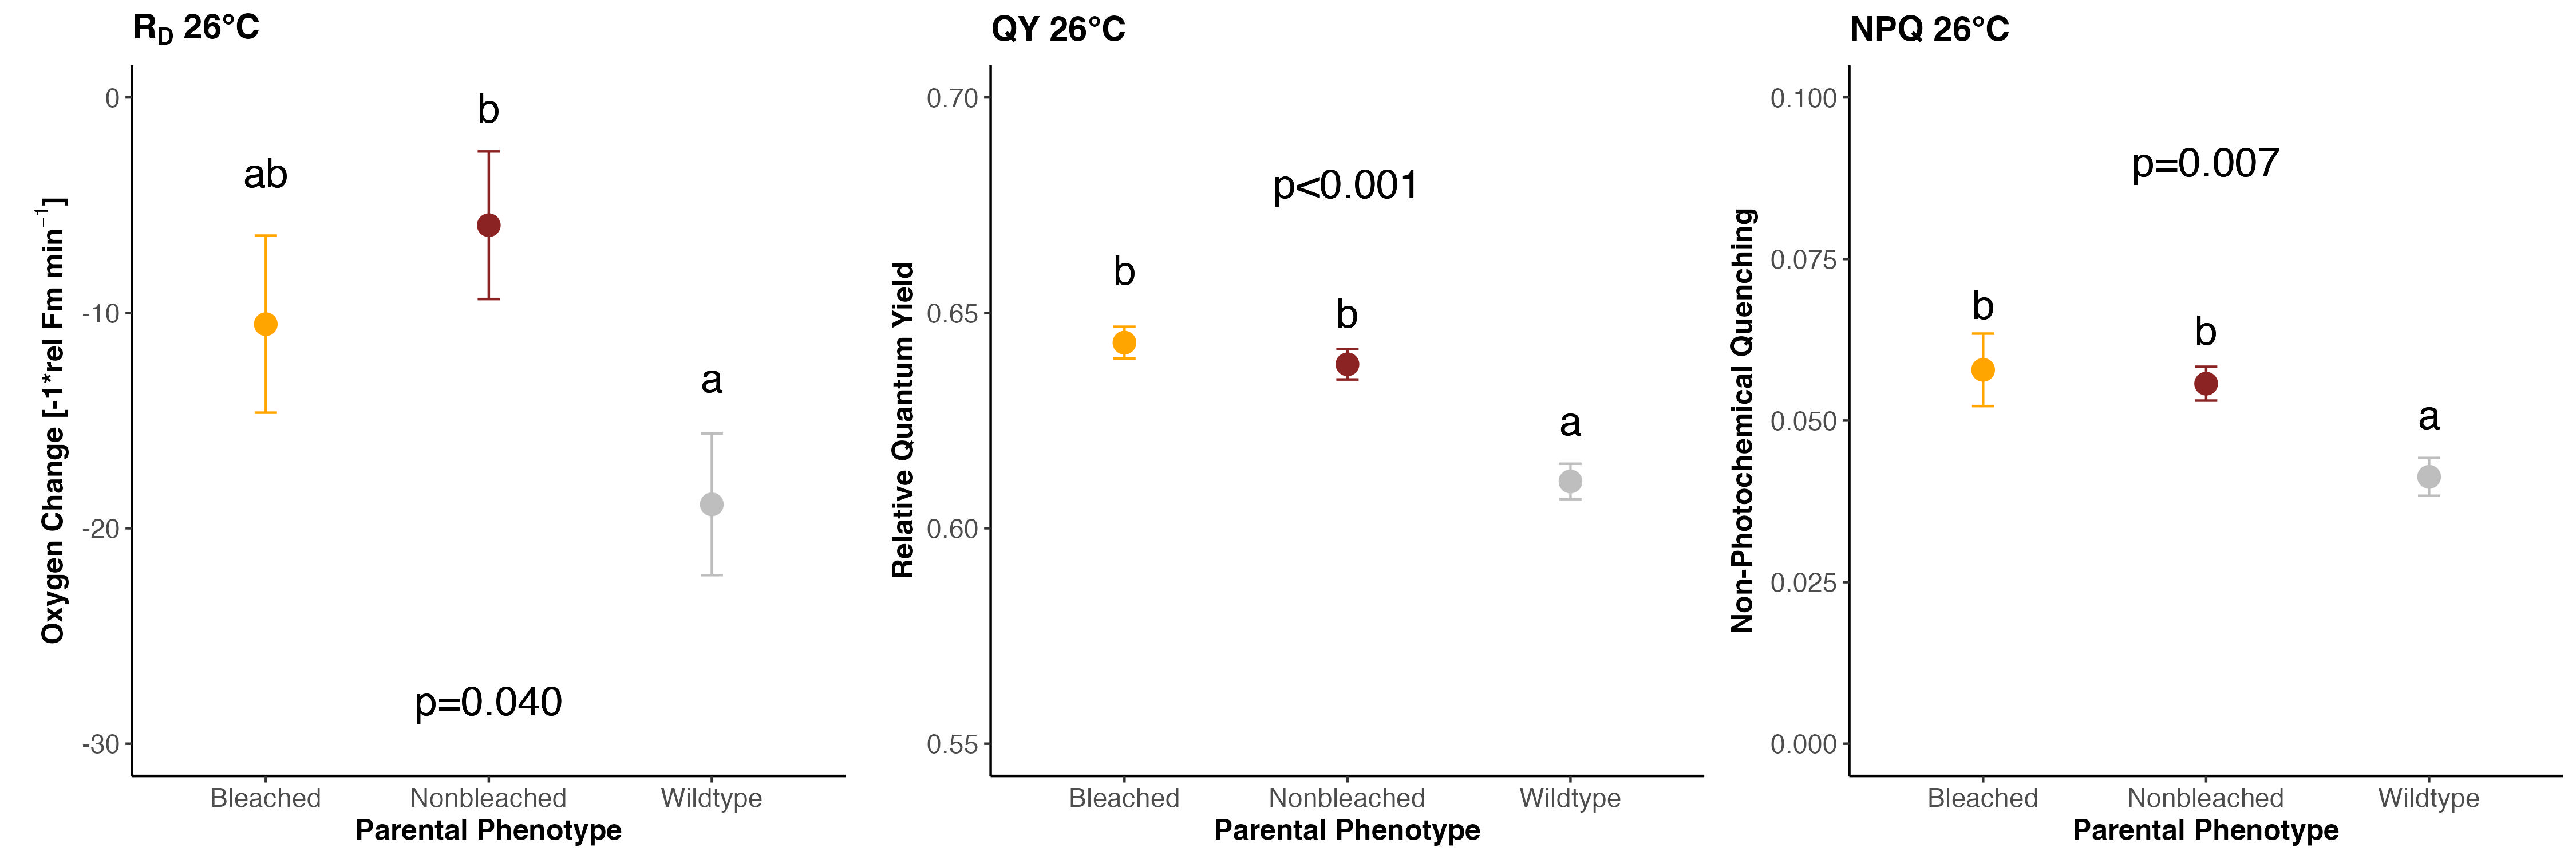 R_D 26°C
0
-10
-20
-30
Oxygen Change [-1*rel Fm min⁻¹]
ab
b
a
p=0.040
Bleached Nonbleached Wildtype
Parental Phenotype
QY 26°C
0.70
0.65
0.60
0.55
Relative Quantum Yield
p<0.001
b
b
a
Bleached Nonbleached Wildtype
Parental Phenotype
NPQ 26°C
0.100
0.075
0.050
0.025
0.000
Non-Photochemical Quenching
p=0.007
b
b
a
Bleached Nonbleached Wildtype
Parental Phenotype